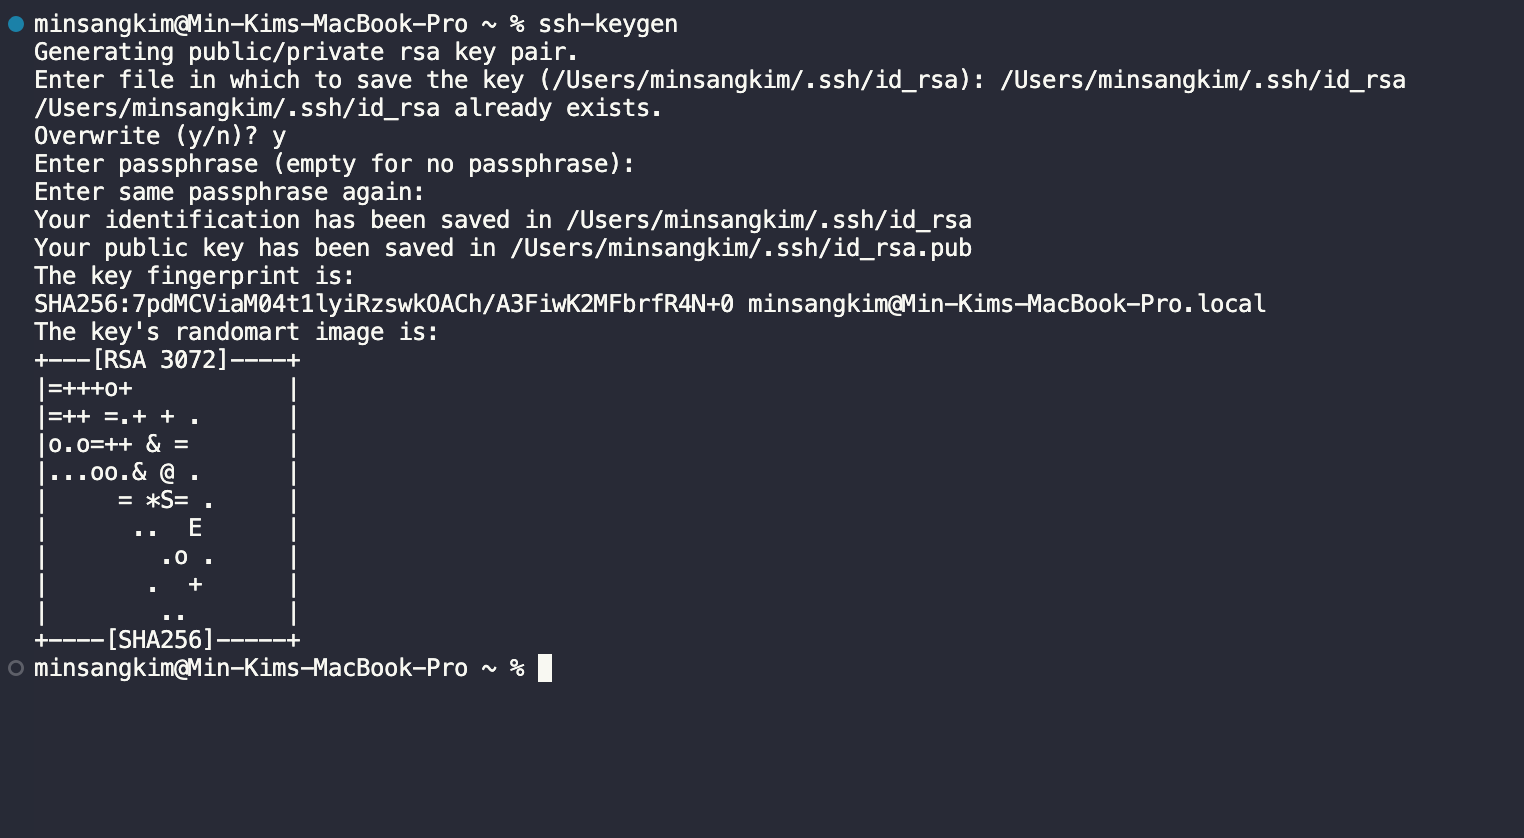 minsangkim@Min-Kims-MacBook-Pro ~ % ssh-keygen
Generating public/private rsa key pair.
Enter file in which to save the key (/Users/minsangkim/.ssh/id_rsa): /Users/minsangkim/.ssh/id_rsa
/Users/minsangkim/.ssh/id_rsa already exists.
Overwrite (y/n)? y
Enter passphrase (empty for no passphrase):
Enter same passphrase again:
Your identification has been saved in /Users/minsangkim/.ssh/id_rsa
Your public key has been saved in /Users/minsangkim/.ssh/id_rsa.pub
The key fingerprint is:
SHA256:7pdMCViaM04t1lyiRzswkOACh/A3FiwK2MFbrfR4N+0 minsangkim@Min-Kims-MacBook-Pro.local
The key's randomart image is:
+---[RSA 3072]----+
|=+++o+           |
|=++ =.+ + .      |
|o.o=++ & =       |
|...oo.& @ .      |
|     = *S= .     |
|      ..  E      |
|        .o .     |
|       .  +      |
|        ..       |
+----[SHA256]-----+
minsangkim@Min-Kims-MacBook-Pro ~ %